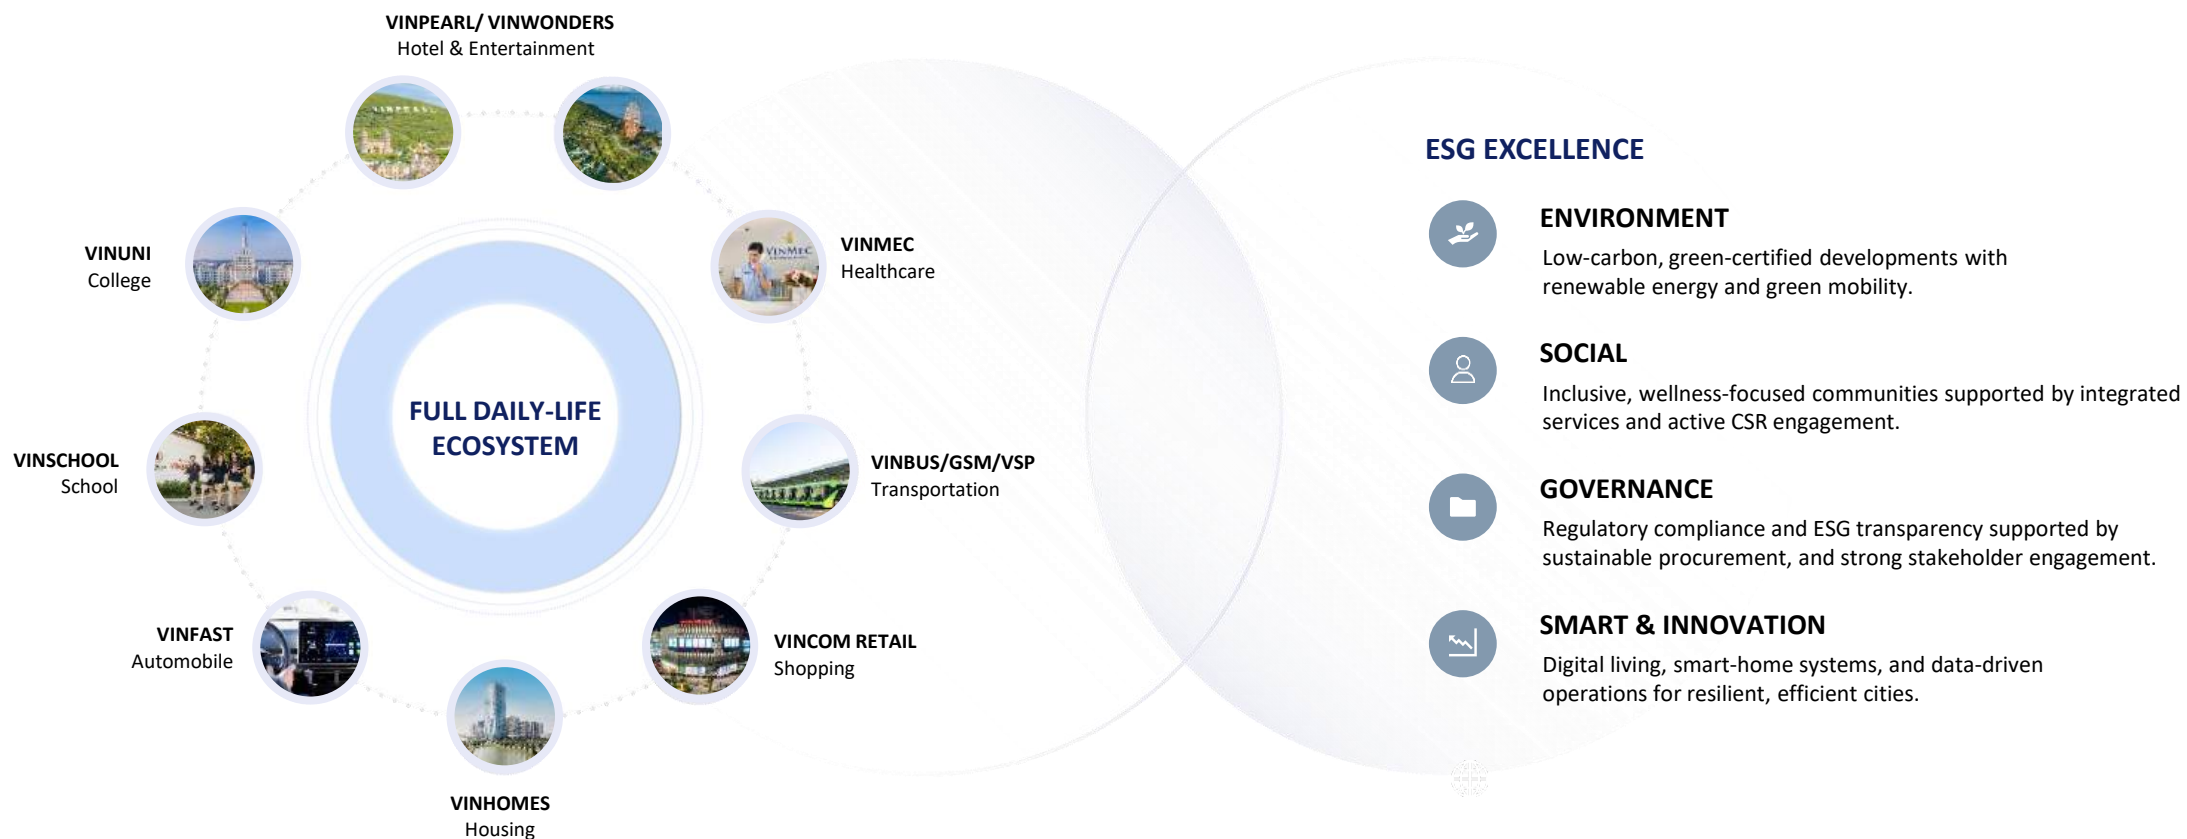 VINPEARL/ VINWONDERS
Hotel & Entertainment
VINUNI
College
VINMEC
VINMEC
Healthcare
VINSCHOOL
School
FULL DAILY-LIFE
ECOSYSTEM
VINBUS/GSM/VSP
Transportation
VINFAST
Automobile
VINCOM RETAIL
Shopping
VINHOMES
Housing
ESG EXCELLENCE
ENVIRONMENT
Low-carbon, green-certified developments with
renewable energy and green mobility.
SOCIAL
Inclusive, wellness-focused communities supported by integrated
services and active CSR engagement.
GOVERNANCE
Regulatory compliance and ESG transparency supported by
sustainable procurement, and strong stakeholder engagement.
SMART & INNOVATION
Digital living, smart-home systems, and data-driven
operations for resilient, efficient cities.